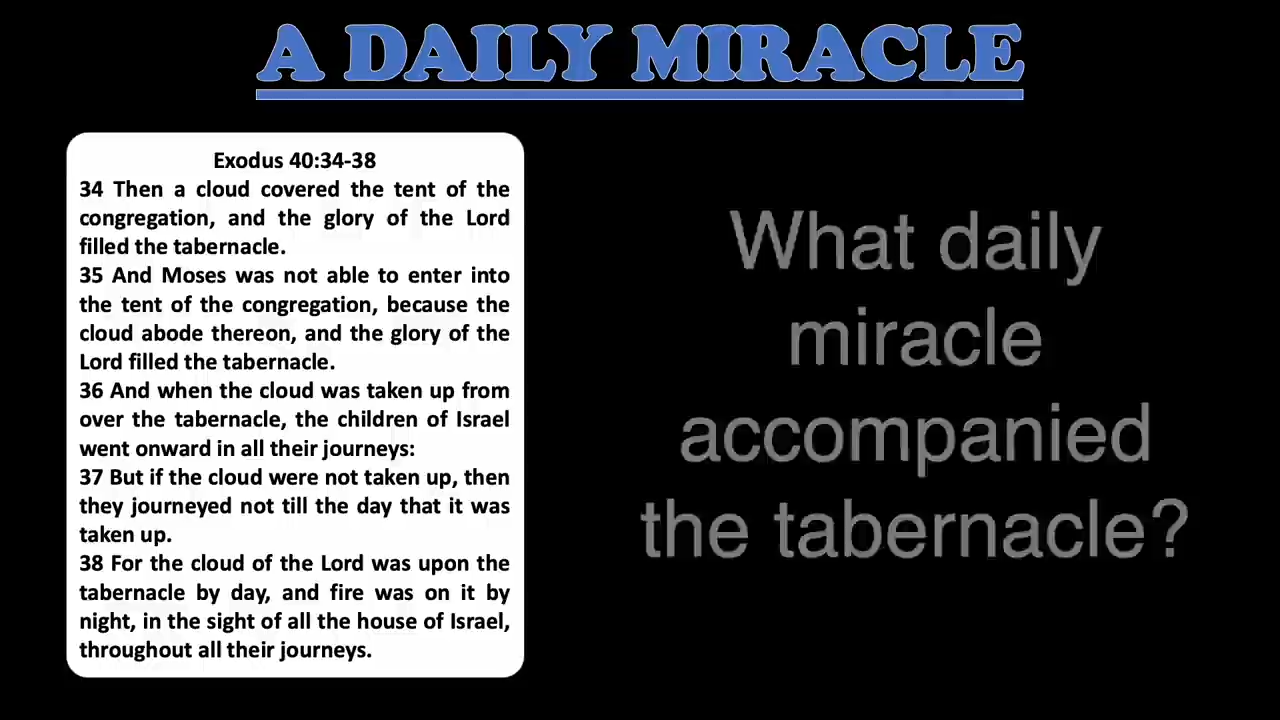 A DAILY MIRACLE
Exodus 40:34-38
34 Then a cloud covered the tent of the
congregation, and the glory of the Lord
filled the tabernacle.
35 And Moses was not able to enter into
the tent of the congregation, because the
cloud abode thereon, and the glory of the
Lord filled the tabernacle.
36 And when the cloud was taken up from
over the tabernacle, the children of Israel
went onward in all their journeys:
37 But if the cloud were not taken up, then
they journeyed not till the day that it was
taken up.
38 For the cloud of the Lord was upon the
tabernacle by day, and fire was on it by
night, in the sight of all the house of Israel,
throughout all their journeys.
What daily
miracle
accompanied
the tabernacle?